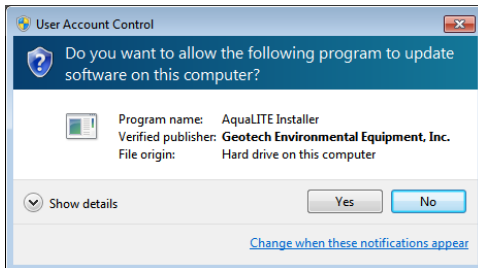 User Account Control
Do you want to allow the following program to update
software on this computer?
Program name: AquaLITE Installer
Verified publisher: Geotech Environmental Equipment, Inc.
File origin: Hard drive on this computer
Show details
Yes
No
Change when these notifications appear